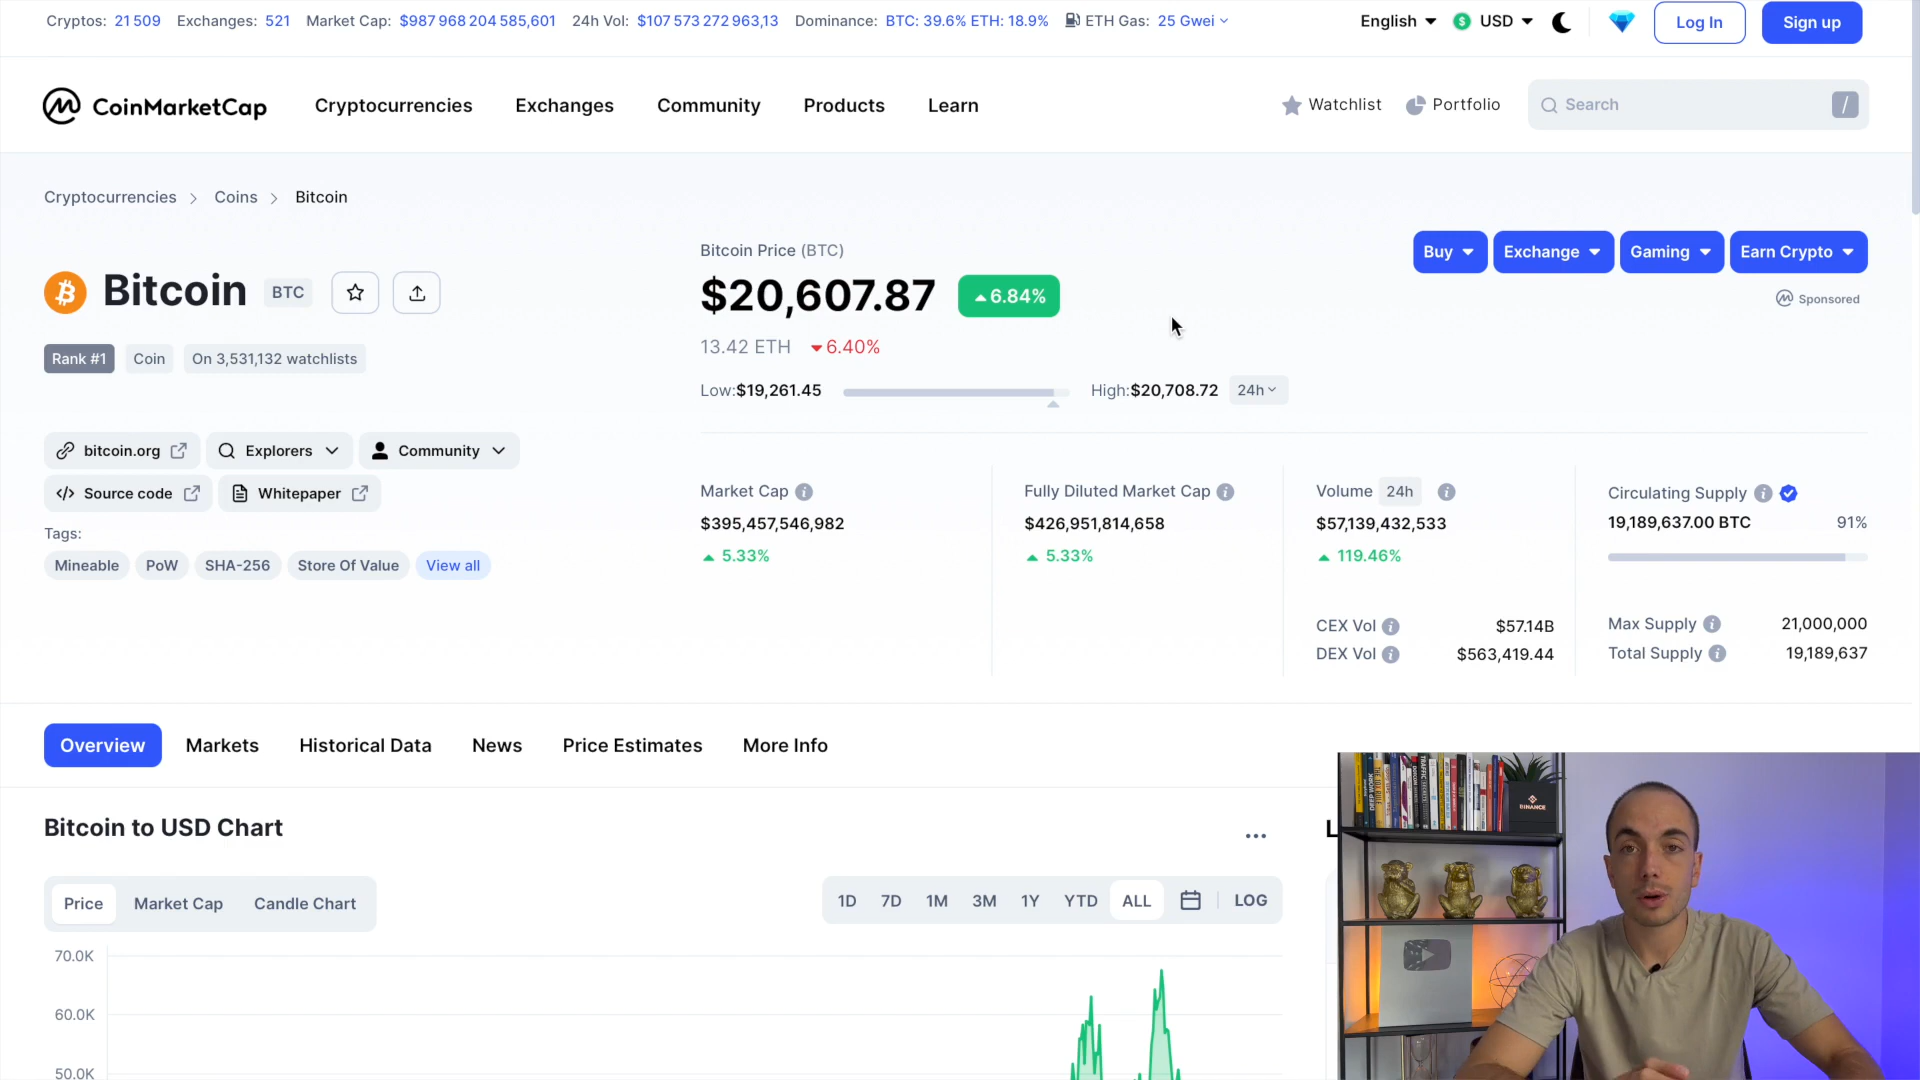 Cryptos: 21 509 Exchanges: 521 Market Cap: $987 968 204 585,601 24h Vol: $107 573 272 963,13 Dominance: BTC: 39.6% ETH: 18.9% ETH Gas: 25 Gwei English USD Log In Sign up
CoinMarketCap Cryptocurrencies Exchanges Community Products Learn Watchlist Portfolio Search /
Cryptocurrencies > Coins > Bitcoin
Bitcoin BTC
Rank #1 Coin On 3,531,132 watchlists
bitcoin.org Explorers Community
Source code Whitepaper
Tags:
Mineable PoW SHA-256 Store Of Value View all
Bitcoin Price (BTC)
$20,607.87 6.84%
13.42 ETH 6.40%
Low:$19,261.45 High:$20,708.72 24h
Buy Exchange Gaming Earn Crypto
Sponsored
Market Cap
$395,457,546,982
5.33%
Fully Diluted Market Cap
$426,951,814,658
5.33%
Volume 24h
$57,139,432,533
119.46%
CEX Vol $57.14B
DEX Vol $563,419.44
Circulating Supply
19,189,637.00 BTC 91%
Max Supply 21,000,000
Total Supply 19,189,637
Overview Markets Historical Data News Price Estimates More Info
Bitcoin to USD Chart
L
Price Market Cap Candle Chart
1D 7D 1M 3M 1Y YTD ALL LOG
70.0K
60.0K
50.0K
DEEP WORK
BINANCE